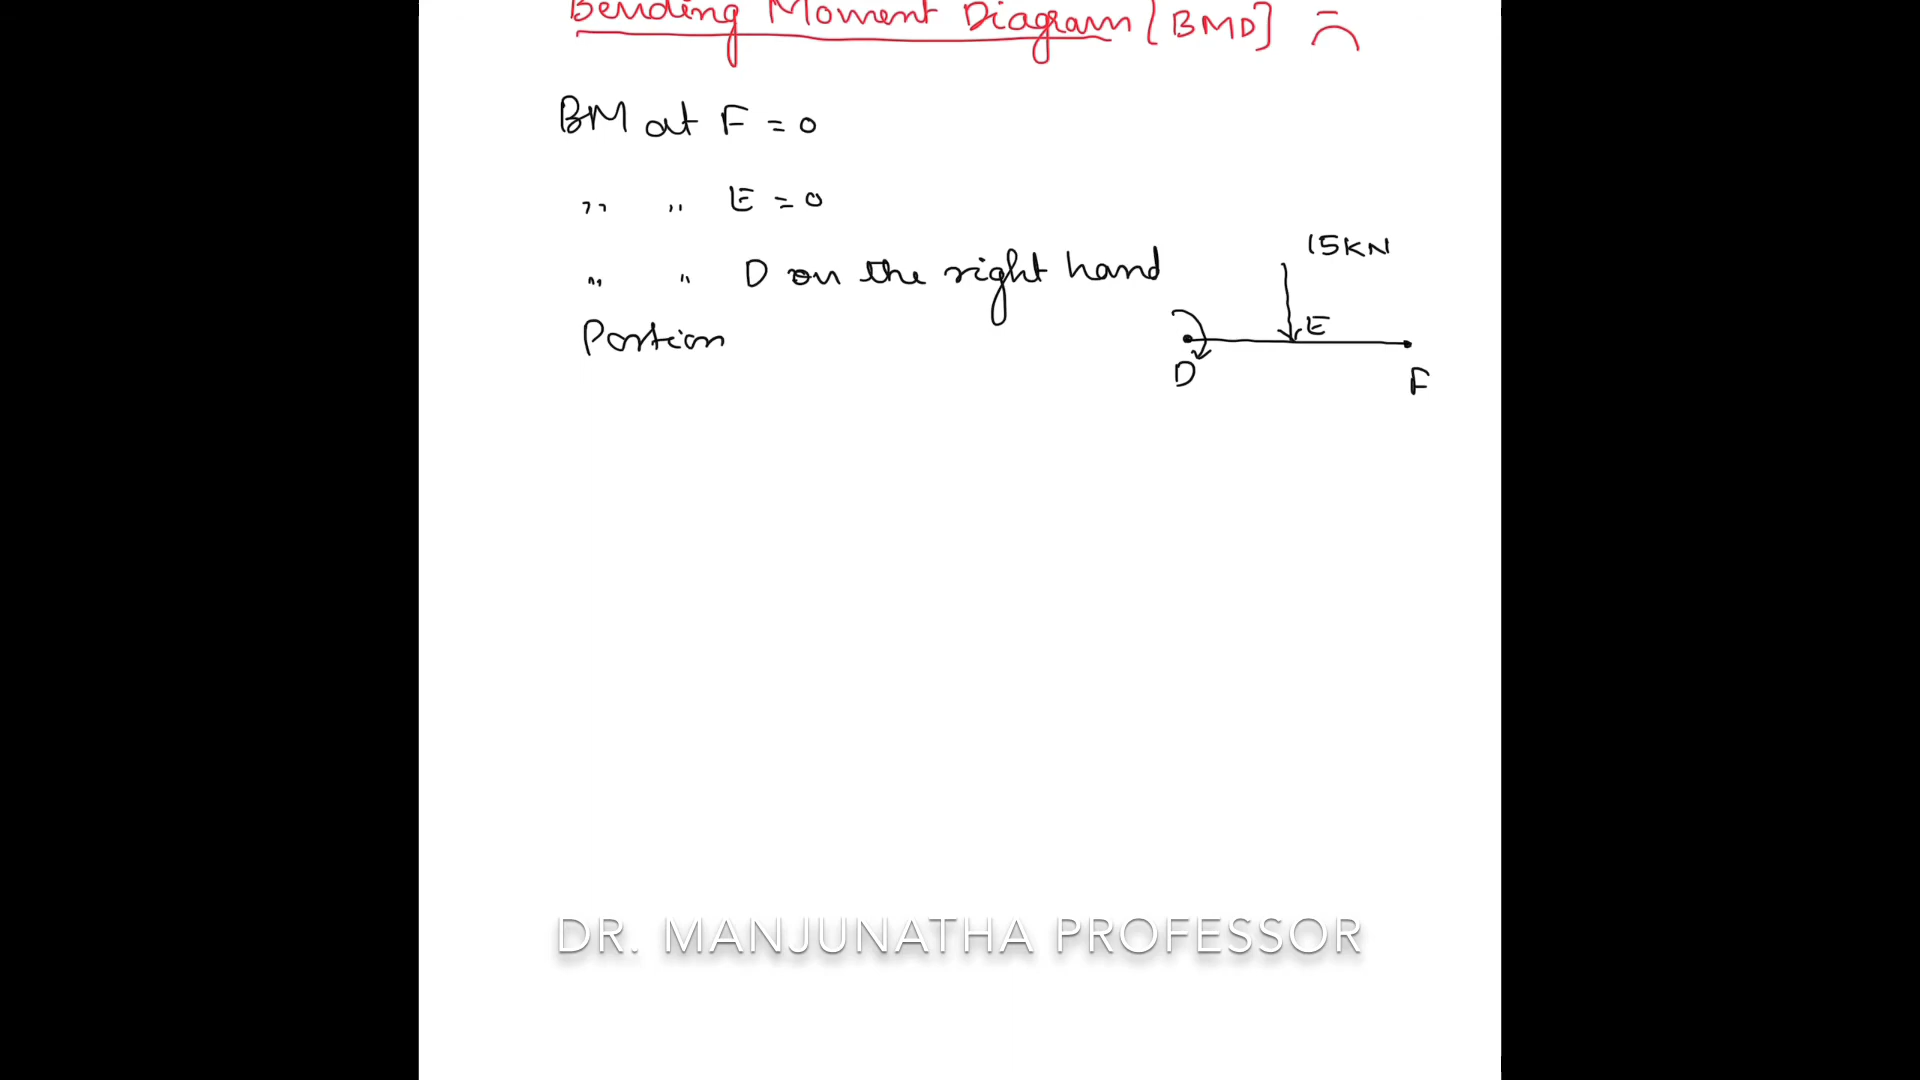 Bending Moment Diagram [BMD]
BM at F = 0
,, ,, E = 0
,, ,, D on the right hand
Portion
15KN
E
D
F
DR. MANJUNATHA PROFESSOR